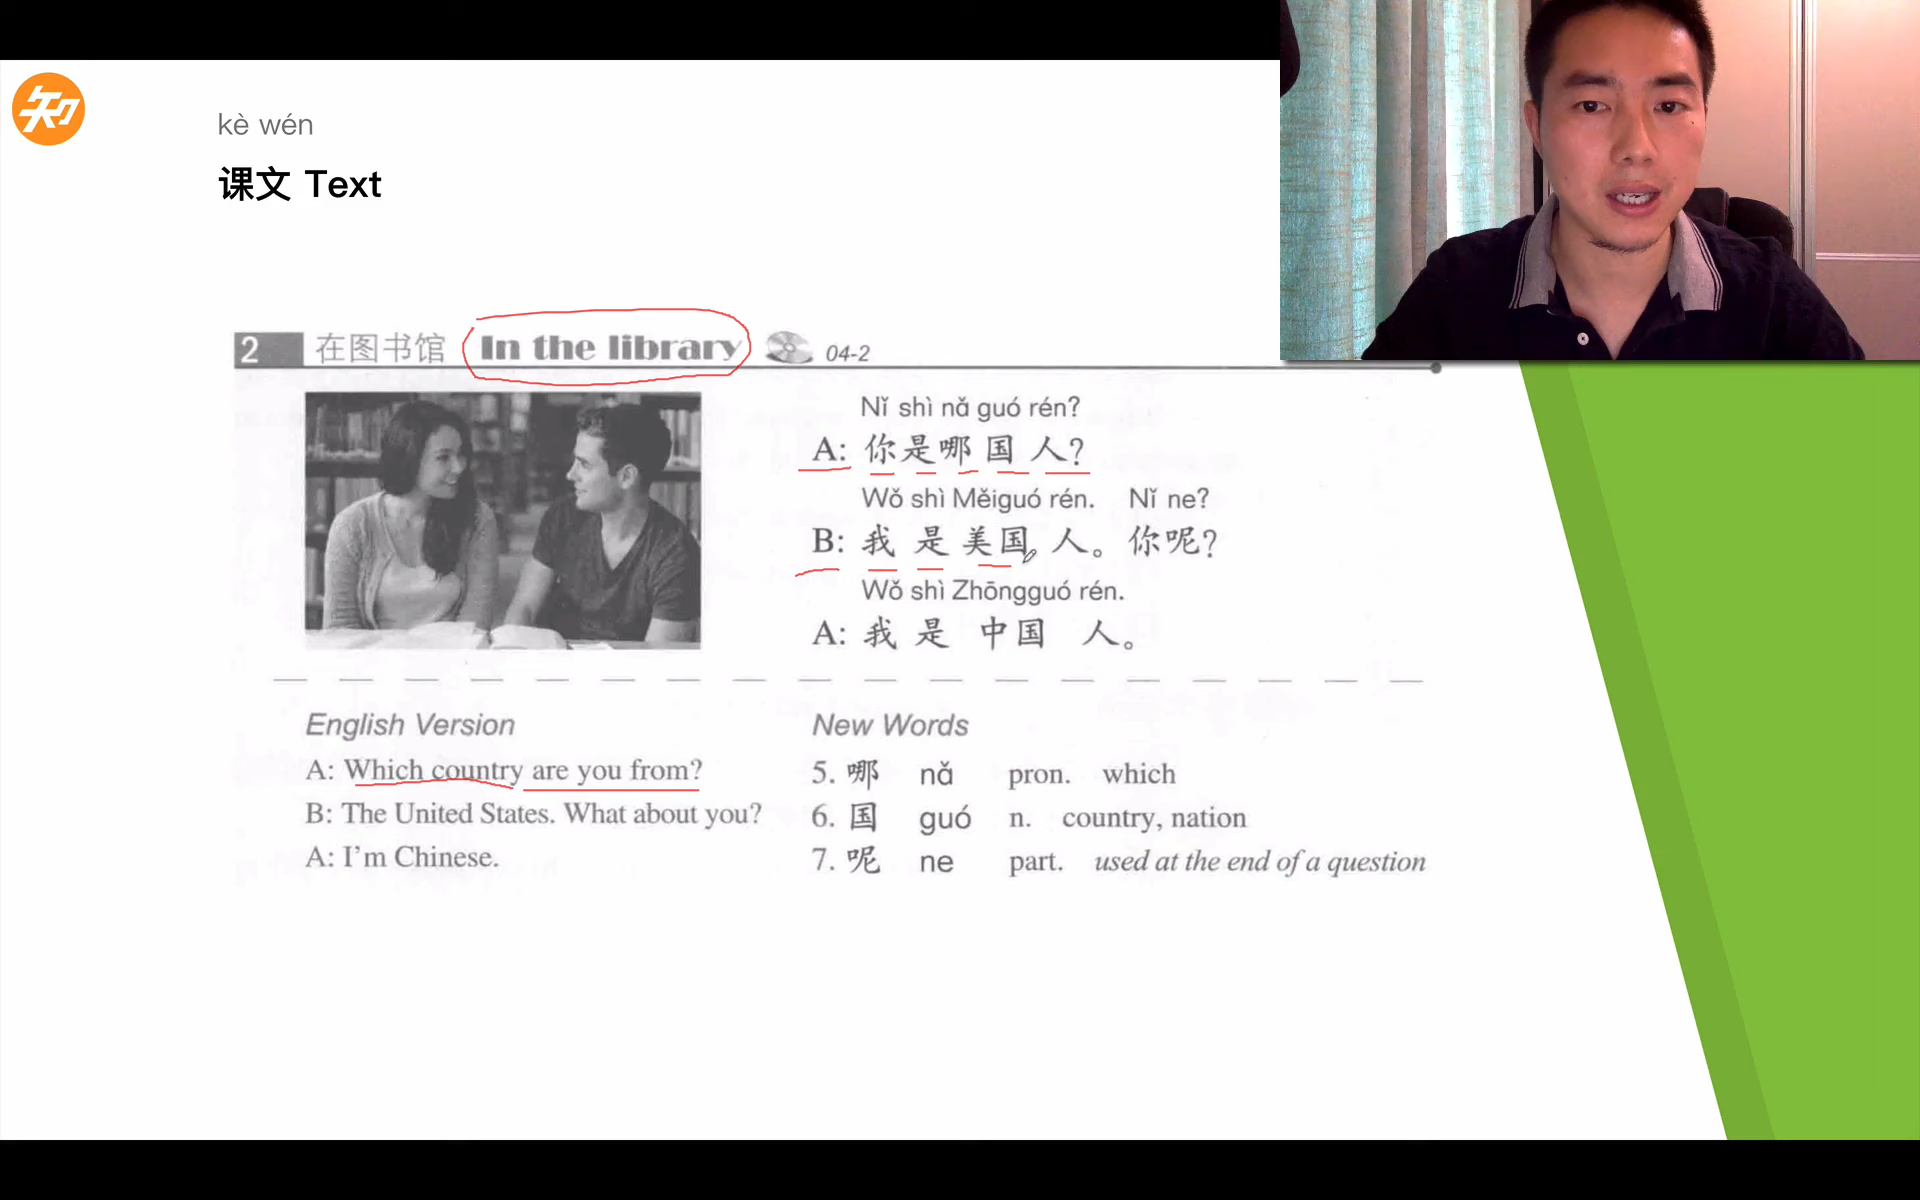 知
kè wén
课文 Text
2 在图书馆 In the library 04-2
Nǐ shì nǎ guó rén?
A: 你是哪国人?
Wǒ shì Měiguó rén. Nǐ ne?
B: 我是美国人。你呢?
Wǒ shì Zhōngguó rén.
A: 我是中国人。
English Version
A: Which country are you from?
B: The United States. What about you?
A: I'm Chinese.
New Words
5. 哪 nǎ pron. which
6. 国 guó n. country, nation
7. 呢 ne part. used at the end of a question